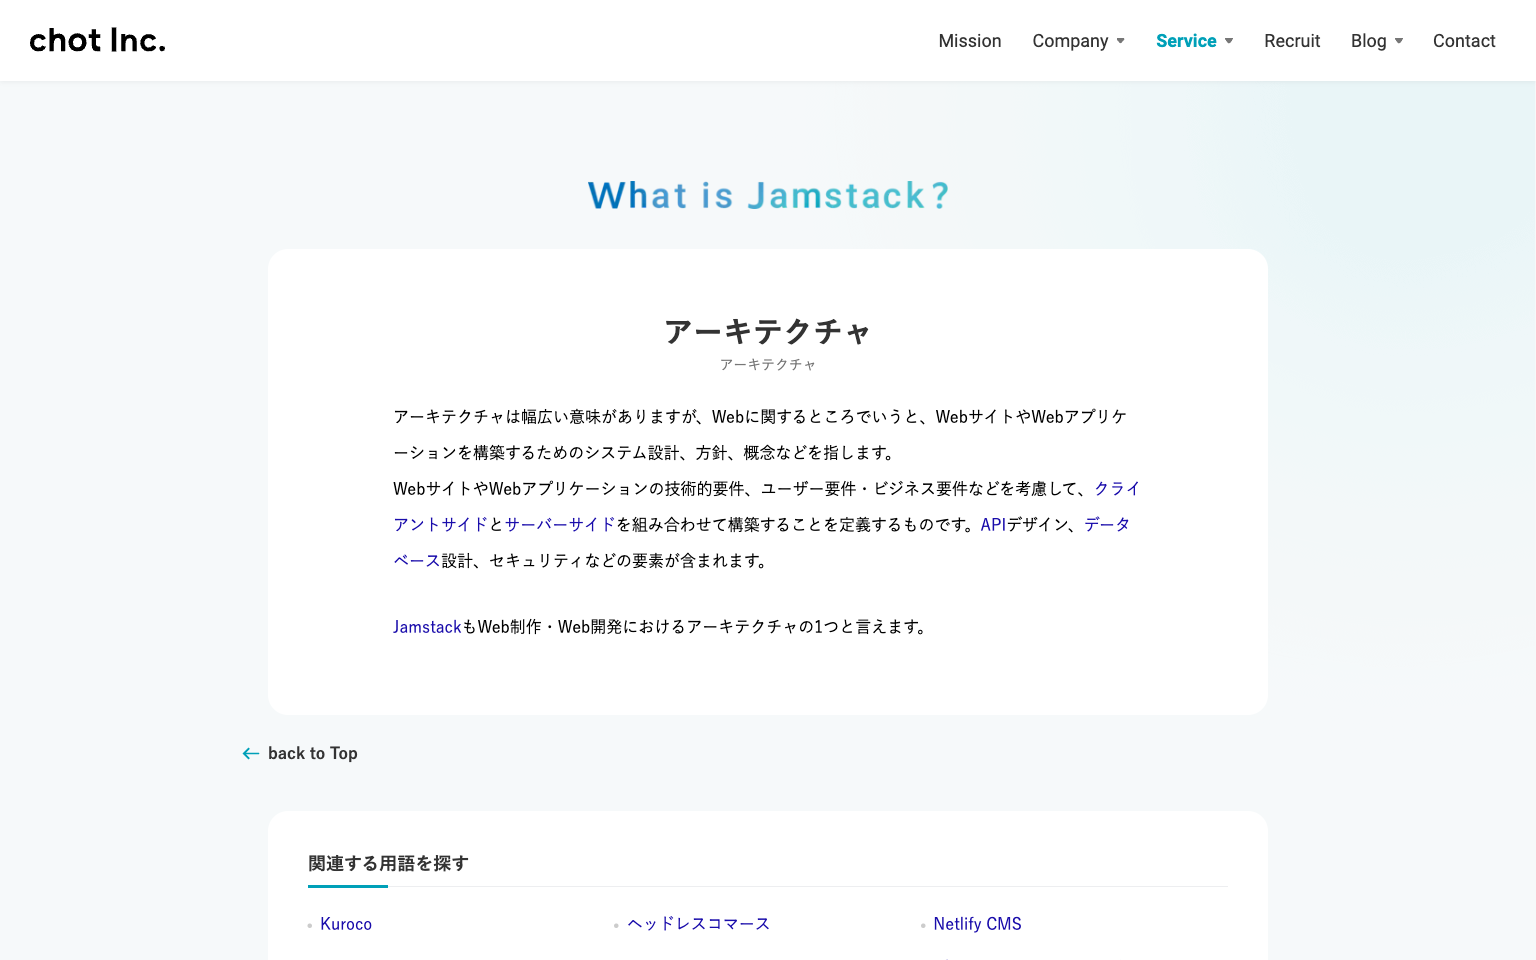 chot Inc.
Mission Company Service Recruit Blog Contact
What is Jamstack?
アーキテクチャ
アーキテクチャ
アーキテクチャは幅広い意味がありますが、Webに関するところでいうと、WebサイトやWebアプリケ
ーションを構築するためのシステム設計、方針、概念などを指します。
WebサイトやWebアプリケーションの技術的要件、ユーザー要件・ビジネス要件などを考慮して、クライ
アントサイドとサーバーサイドを組み合わせて構築することを定義するものです。APIデザイン、データ
ベース設計、セキュリティなどの要素が含まれます。
JamstackもWeb制作・Web開発におけるアーキテクチャの1つと言えます。
back to Top
関連する用語を探す
Kuroco ヘッドレスコマース Netlify CMS